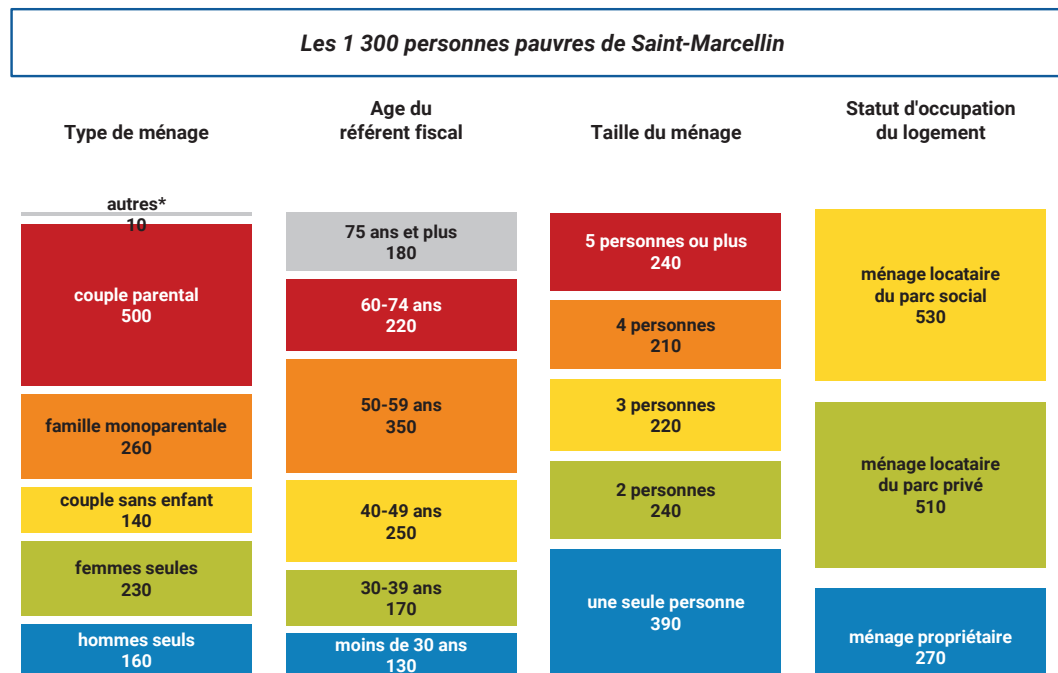 Les 1 300 personnes pauvres de Saint-Marcellin
Type de ménage
autres*
10
couple parental
500
famille monoparentale
260
couple sans enfant
140
femmes seules
230
hommes seuls
160
Age du
référent fiscal
75 ans et plus
180
60-74 ans
220
50-59 ans
350
40-49 ans
250
30-39 ans
170
moins de 30 ans
130
Taille du ménage
5 personnes ou plus
240
4 personnes
210
3 personnes
220
2 personnes
240
une seule personne
390
Statut d'occupation
du logement
ménage locataire
du parc social
530
ménage locataire
du parc privé
510
ménage propriétaire
270